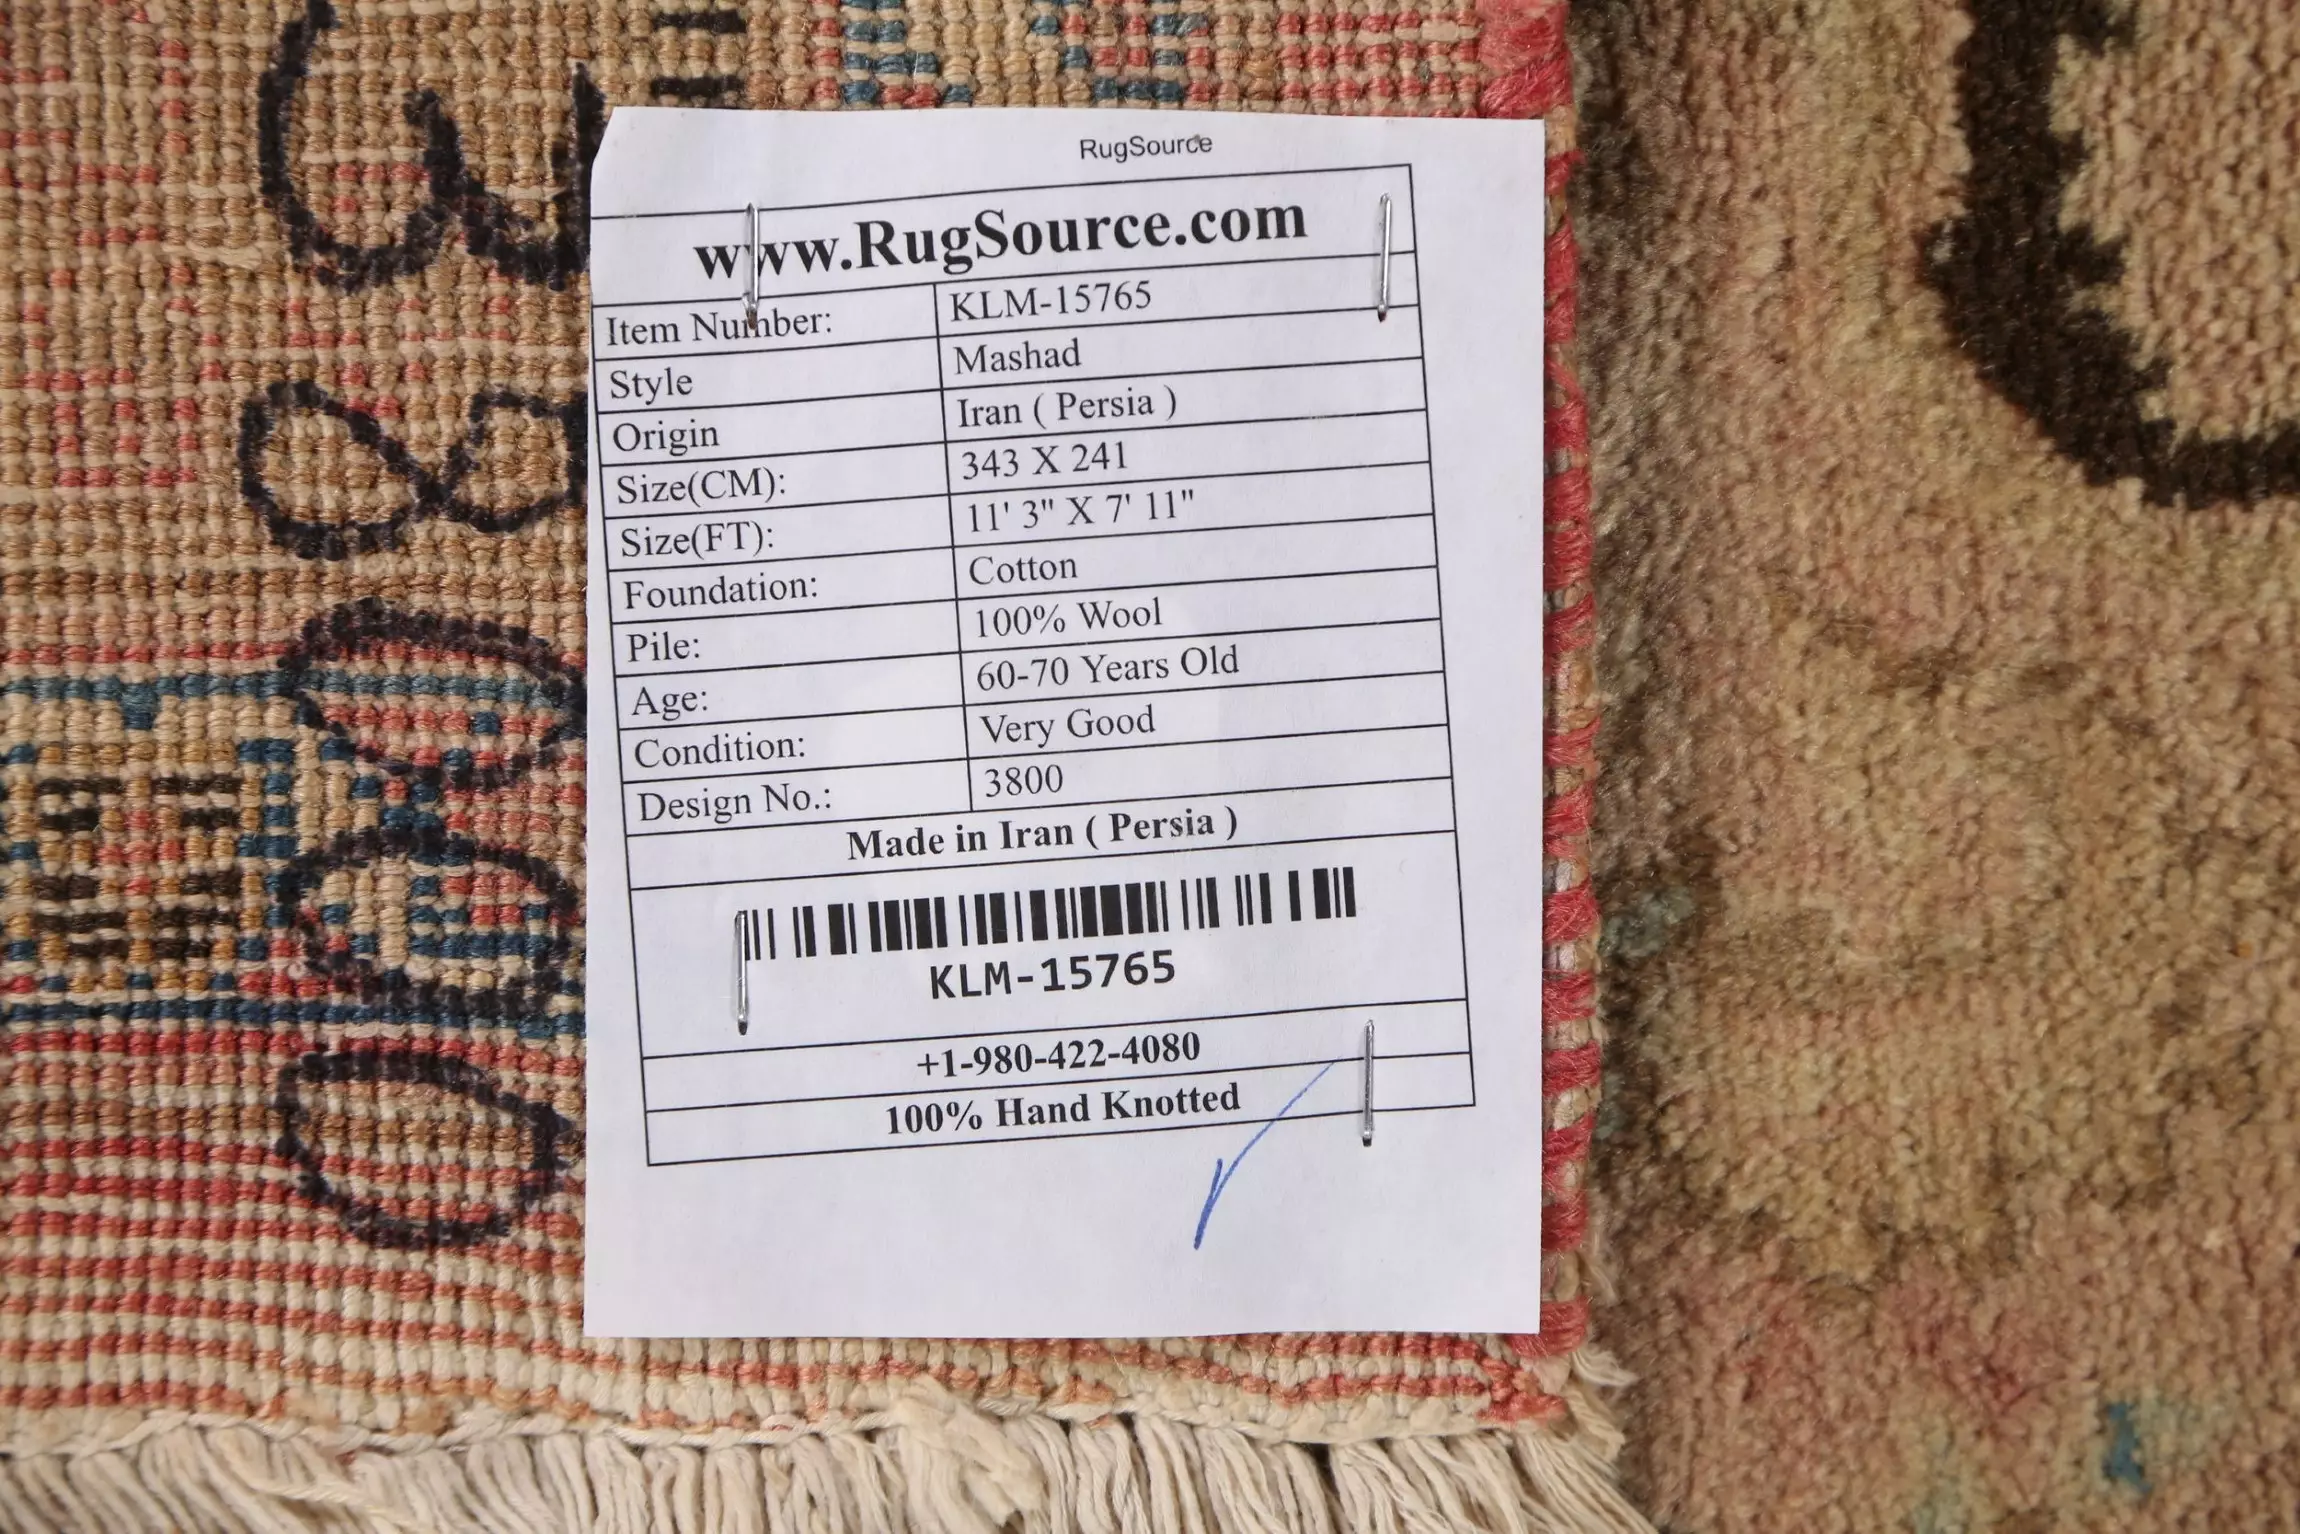 RugSource
www.RugSource.com
Item Number: KLM-15765
Style Mashad
Origin Iran ( Persia )
Size(CM): 343 X 241
Size(FT): 11' 3" X 7' 11"
Foundation: Cotton
Pile: 100% Wool
Age: 60-70 Years Old
Condition: Very Good
Design No.: 3800
Made in Iran ( Persia )
KLM-15765
+1-980-422-4080
100% Hand Knotted
3800